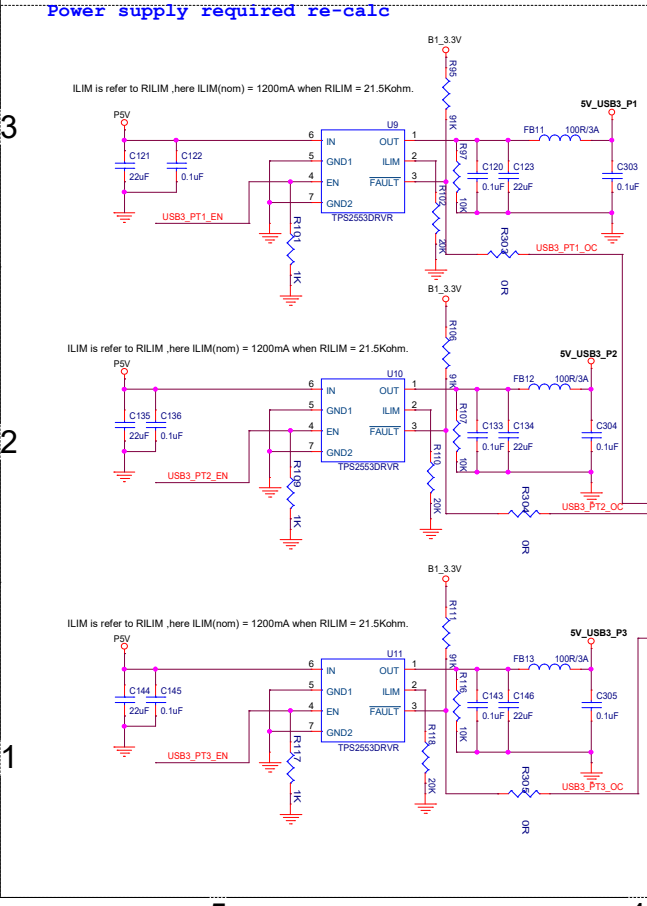 Power supply required re-calc
B1_3.3V
R95
91K
ILIM is refer to RILIM ,here ILIM(nom) = 1200mA when RILIM = 21.5Kohm.
3
P5V
C121
22uF
C122
0.1uF
USB3_PT1_EN
R101
1K
U9
6 IN OUT 1
5 GND1 ILIM 2
4 EN FAULT 3
7 GND2
TPS2553DRVR
R102
20K
R97
10K
C120
0.1uF
C123
22uF
FB11 100R/3A
5V_USB3_P1
C303
0.1uF
R303
0R
USB3_PT1_OC
B1_3.3V
R106
91K
ILIM is refer to RILIM ,here ILIM(nom) = 1200mA when RILIM = 21.5Kohm.
2
P5V
C135
22uF
C136
0.1uF
USB3_PT2_EN
R109
1K
U10
6 IN OUT 1
5 GND1 ILIM 2
4 EN FAULT 3
7 GND2
TPS2553DRVR
R110
20K
R107
10K
C133
0.1uF
C134
22uF
FB12 100R/3A
5V_USB3_P2
C304
0.1uF
R304
0R
USB3_PT2_OC
B1_3.3V
R111
91K
ILIM is refer to RILIM ,here ILIM(nom) = 1200mA when RILIM = 21.5Kohm.
1
P5V
C144
22uF
C145
0.1uF
USB3_PT3_EN
R117
1K
U11
6 IN OUT 1
5 GND1 ILIM 2
4 EN FAULT 3
7 GND2
TPS2553DRVR
R118
20K
R116
10K
C143
0.1uF
C146
22uF
FB13 100R/3A
5V_USB3_P3
C305
0.1uF
R305
0R
USB3_PT3_OC